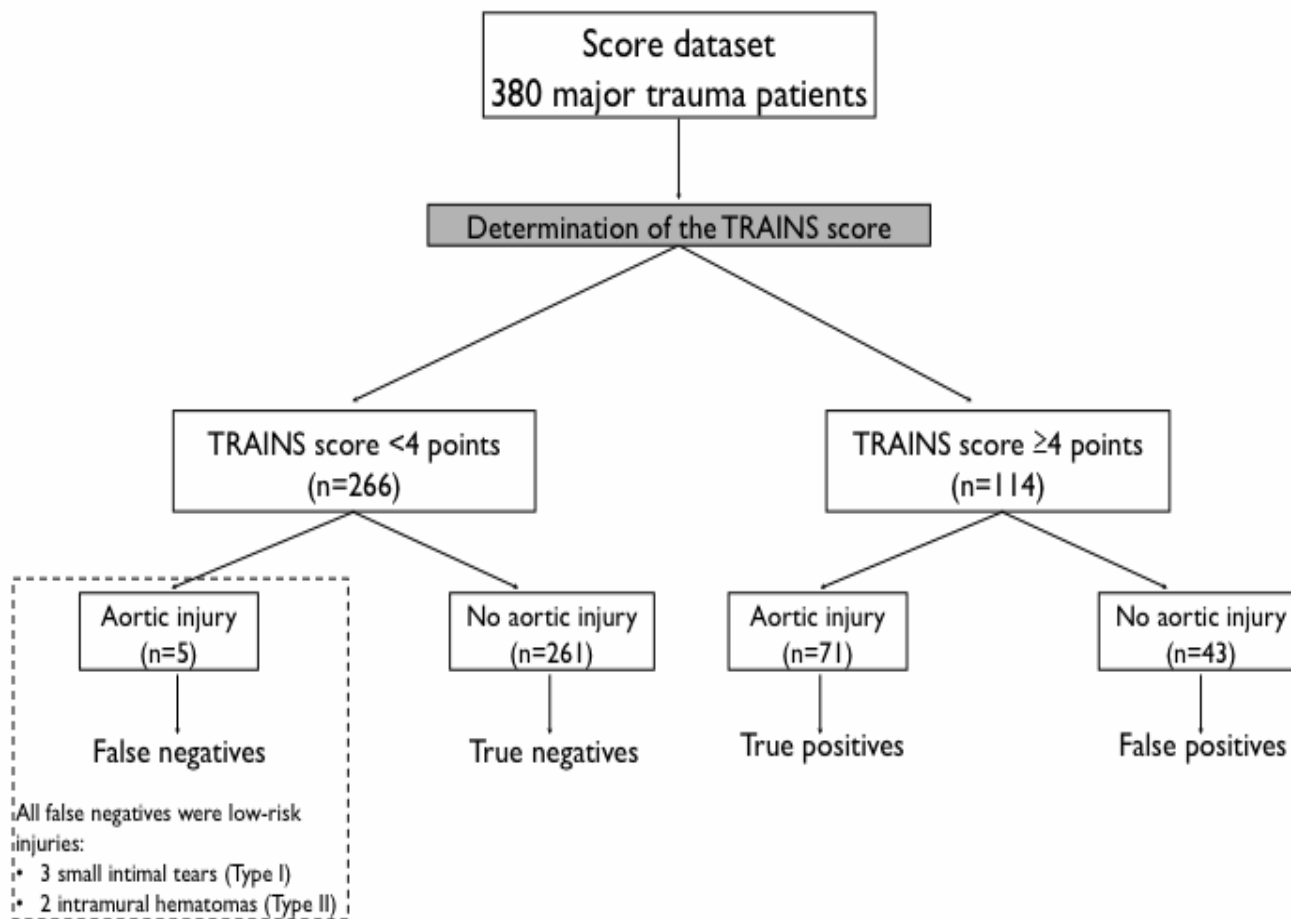 Score dataset
380 major trauma patients
Determination of the TRAINS score
TRAINS score <4 points
(n=266)
TRAINS score ≥4 points
(n=114)
Aortic injury
(n=5)
No aortic injury
(n=261)
Aortic injury
(n=71)
No aortic injury
(n=43)
False negatives
True negatives
True positives
False positives
All false negatives were low-risk
injuries:
• 3 small intimal tears (Type I)
• 2 intramural hematomas (Type II)